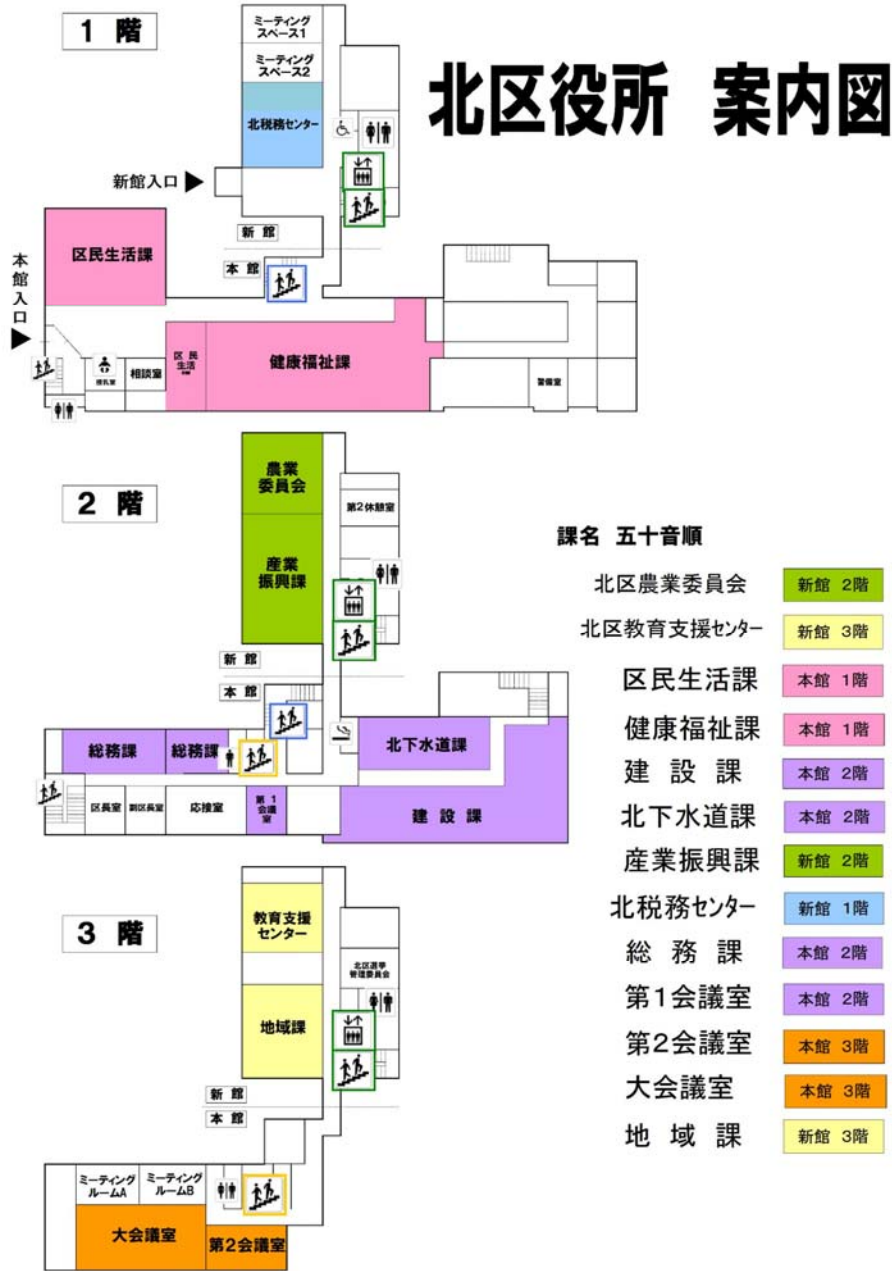 北区役所 案内図
1 階
ミーティング
スペース1
ミーティング
スペース2
北税務センター
新館入口
新 館
本 館
区民生活課
本館入口
授乳室
相談室
区 民
生活
健康福祉課
警備室
2 階
農業
委員会
第2休憩室
産業
振興課
新 館
本 館
総務課
総務課
北下水道課
区長室
副区長室
応接室
第 1
会議
室
建 設 課
3 階
教育支援
センター
北区選挙
管理委員会
地域課
新 館
本 館
ミーティング
ルームA
ミーティング
ルームB
大会議室
第2会議室
課名 五十音順
北区農業委員会 新館 2階
北区教育支援センター 新館 3階
区民生活課 本館 1階
健康福祉課 本館 1階
建 設 課 本館 2階
北下水道課 本館 2階
産業振興課 新館 2階
北税務センター 新館 1階
総 務 課 本館 2階
第1会議室 本館 2階
第2会議室 本館 3階
大会議室 本館 3階
地 域 課 新館 3階